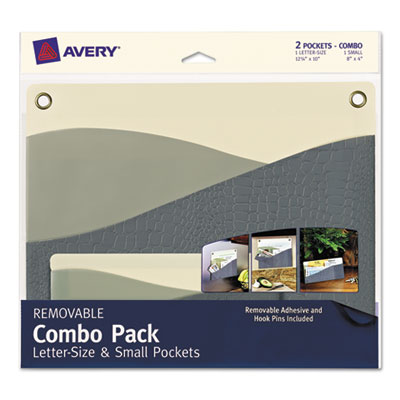 AVERY
2 POCKETS - COMBO
1 LETTER-SIZE 1 SMALL
12⅛" x 10" 8" x 4"
Removable Adhesive and
Hook Pins Included
REMOVABLE
Combo Pack
Letter-Size & Small Pockets